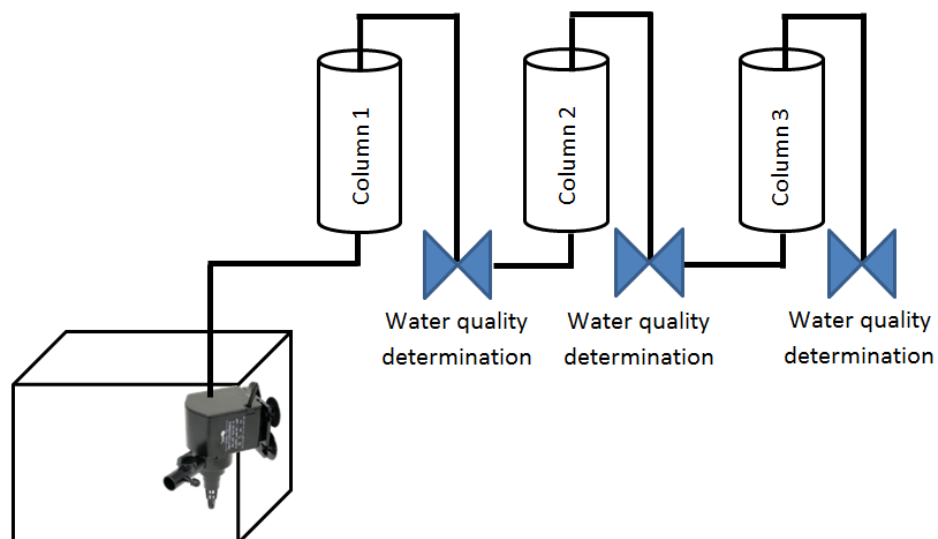 Column 1
Column 2
Column 3
Water quality
determination
Water quality
determination
Water quality
determination